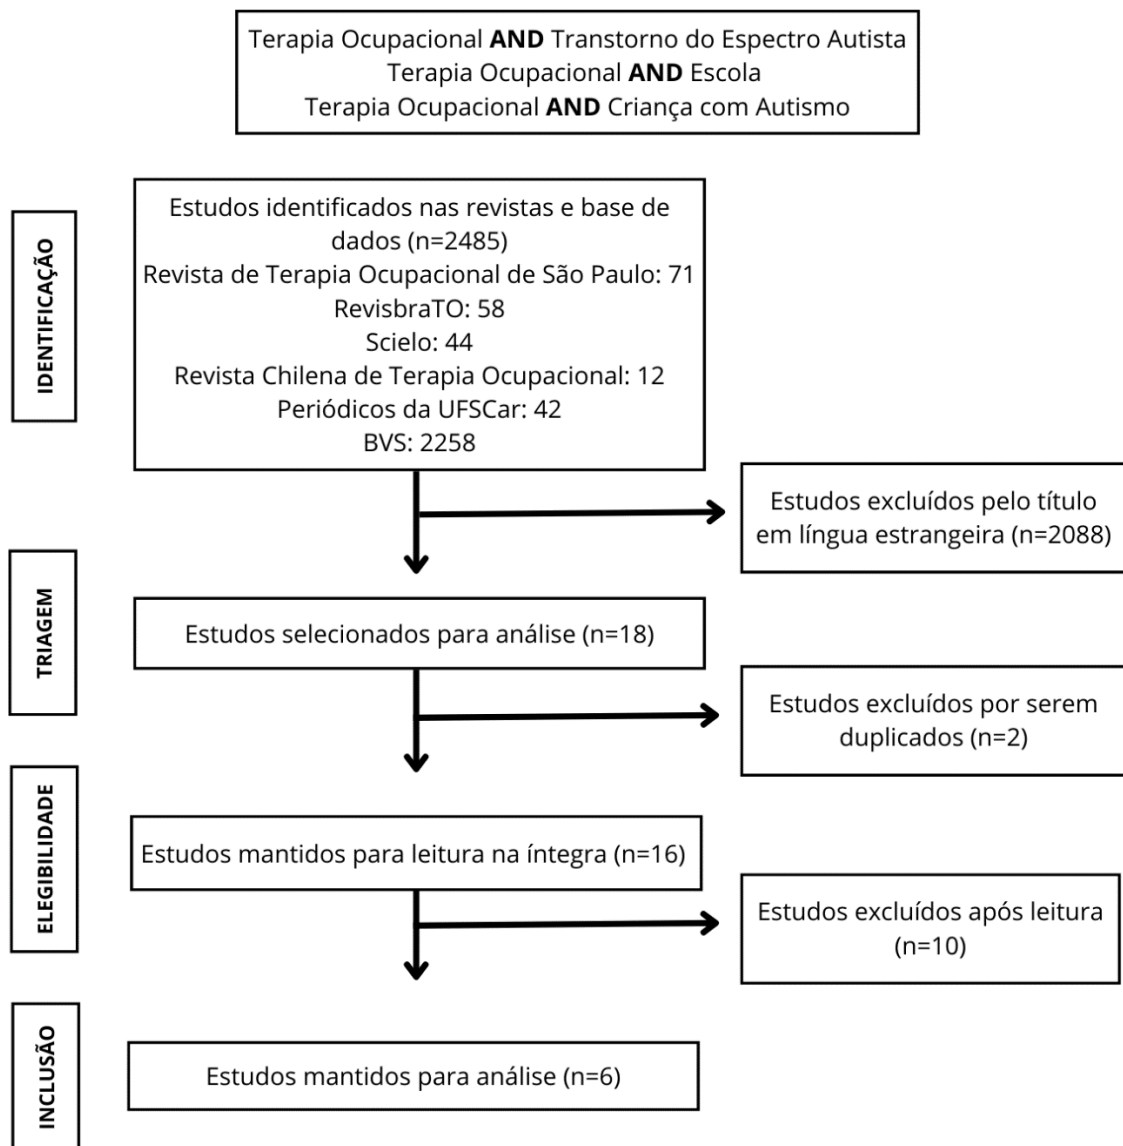 Terapia Ocupacional AND Transtorno do Espectro Autista
Terapia Ocupacional AND Escola
Terapia Ocupacional AND Criança com Autismo
IDENTIFICAÇÃO
Estudos identificados nas revistas e base de
dados (n=2485)
Revista de Terapia Ocupacional de São Paulo: 71
RevisbraTO: 58
Scielo: 44
Revista Chilena de Terapia Ocupacional: 12
Periódicos da UFSCar: 42
BVS: 2258
Estudos excluídos pelo título
em língua estrangeira (n=2088)
TRIAGEM
Estudos selecionados para análise (n=18)
Estudos excluídos por serem
duplicados (n=2)
ELEGIBILIDADE
Estudos mantidos para leitura na íntegra (n=16)
Estudos excluídos após leitura
(n=10)
INCLUSÃO
Estudos mantidos para análise (n=6)